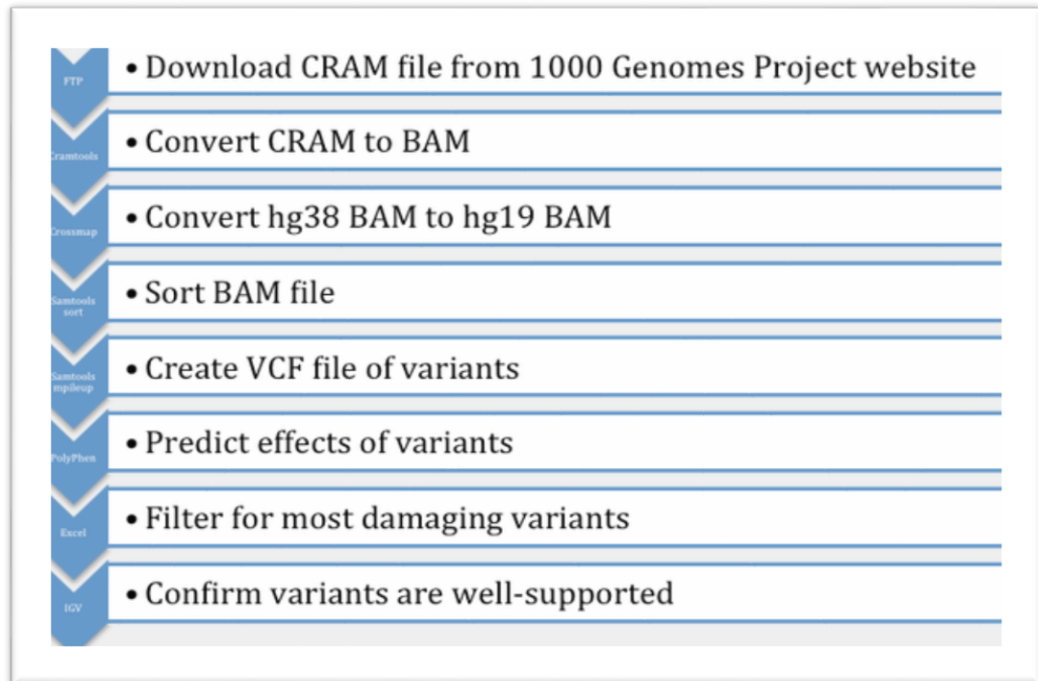 FTP
• Download CRAM file from 1000 Genomes Project website
Cramtools
• Convert CRAM to BAM
Crossmap
• Convert hg38 BAM to hg19 BAM
Samtools
sort
• Sort BAM file
Samtools
mpileup
• Create VCF file of variants
PolyPhen
• Predict effects of variants
Excel
• Filter for most damaging variants
IGV
• Confirm variants are well-supported